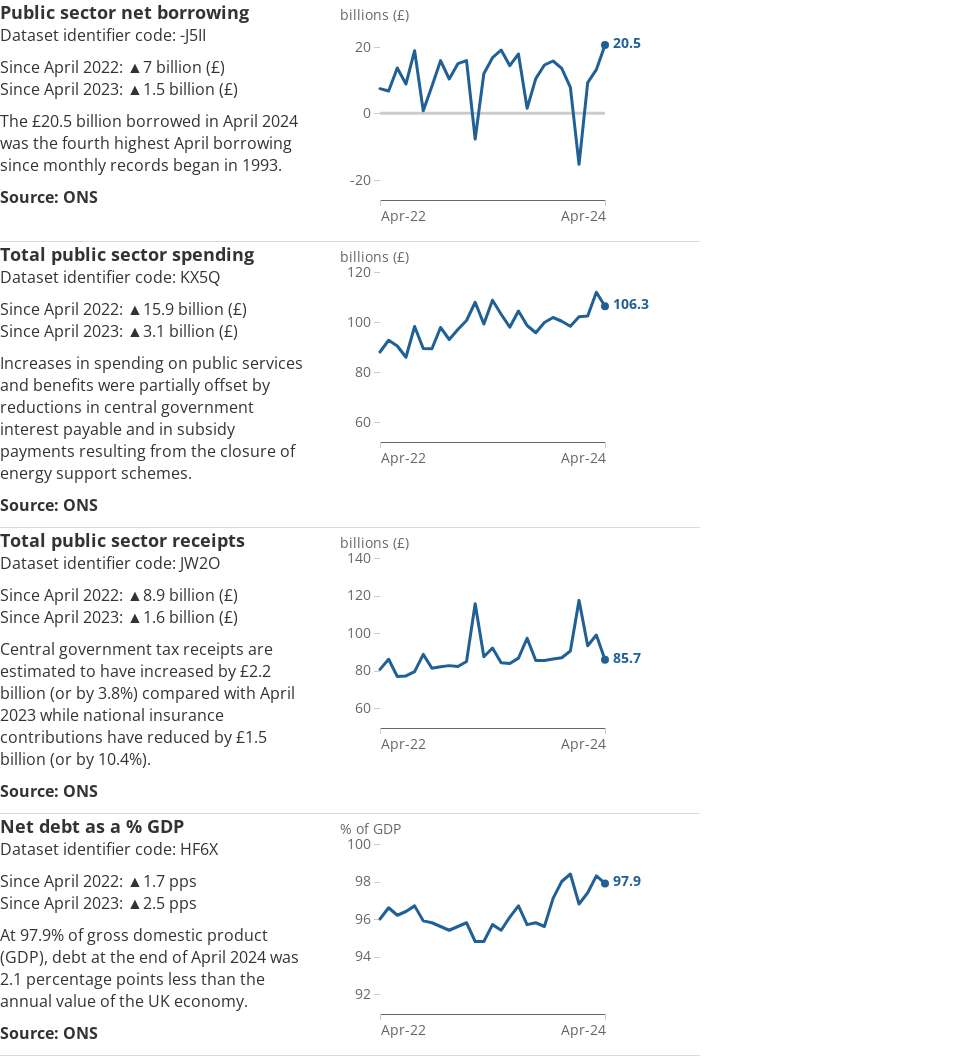 Public sector net borrowing
Dataset identifier code: -J5II
Since April 2022: ▲7 billion (£)
Since April 2023: ▲1.5 billion (£)
The £20.5 billion borrowed in April 2024
was the fourth highest April borrowing
since monthly records began in 1993.
Source: ONS
billions (£)
20
0
-20
20.5
Apr-22
Apr-24
Total public sector spending
Dataset identifier code: KX5Q
Since April 2022: ▲15.9 billion (£)
Since April 2023: ▲3.1 billion (£)
Increases in spending on public services
and benefits were partially offset by
reductions in central government
interest payable and in subsidy
payments resulting from the closure of
energy support schemes.
Source: ONS
billions (£)
120
100
80
60
106.3
Apr-22
Apr-24
Total public sector receipts
Dataset identifier code: JW2O
Since April 2022: ▲8.9 billion (£)
Since April 2023: ▲1.6 billion (£)
Central government tax receipts are
estimated to have increased by £2.2
billion (or by 3.8%) compared with April
2023 while national insurance
contributions have reduced by £1.5
billion (or by 10.4%).
Source: ONS
billions (£)
140
120
100
80
60
85.7
Apr-22
Apr-24
Net debt as a % GDP
Dataset identifier code: HF6X
Since April 2022: ▲1.7 pps
Since April 2023: ▲2.5 pps
At 97.9% of gross domestic product
(GDP), debt at the end of April 2024 was
2.1 percentage points less than the
annual value of the UK economy.
Source: ONS
% of GDP
100
98
96
94
92
97.9
Apr-22
Apr-24